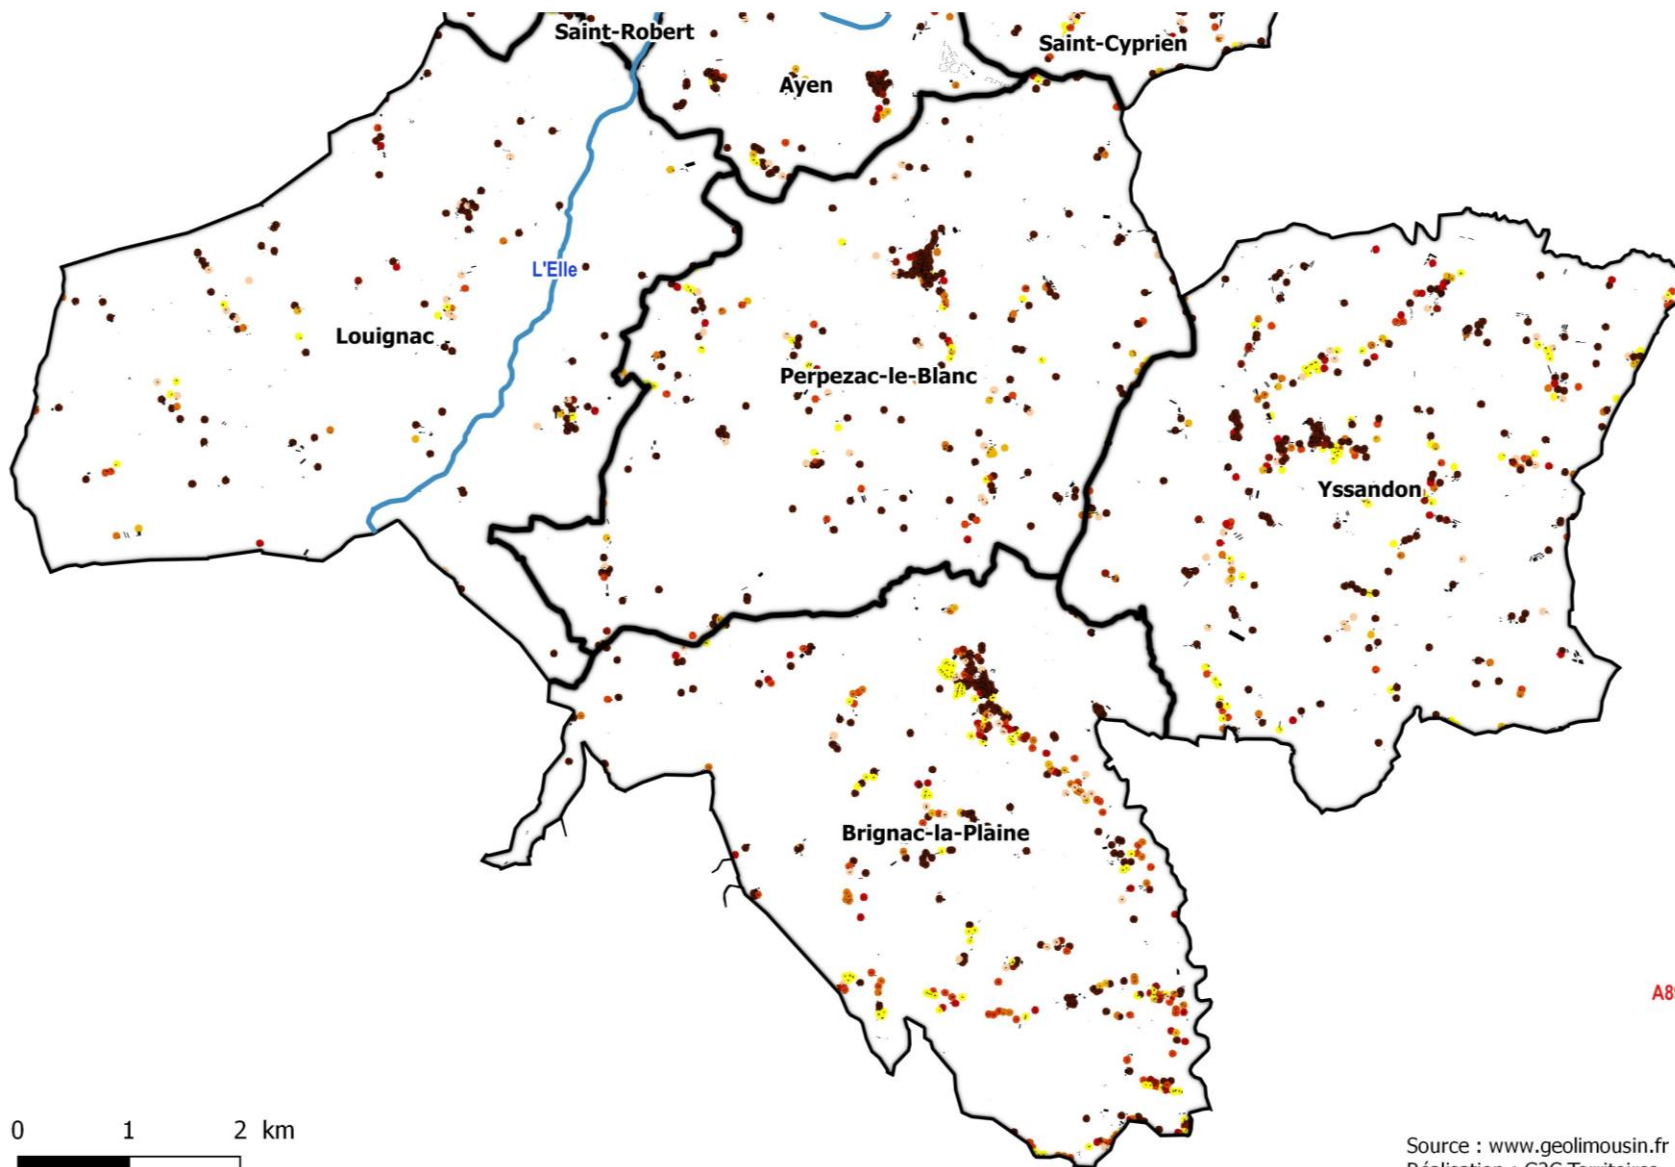 Saint-Robert
Saint-Cyprien
Ayen
L'Elle
Louignac
Perpezac-le-Blanc
Yssandon
Brignac-la-Plaine
0 1 2 km
Source : www.geolimousin.fr